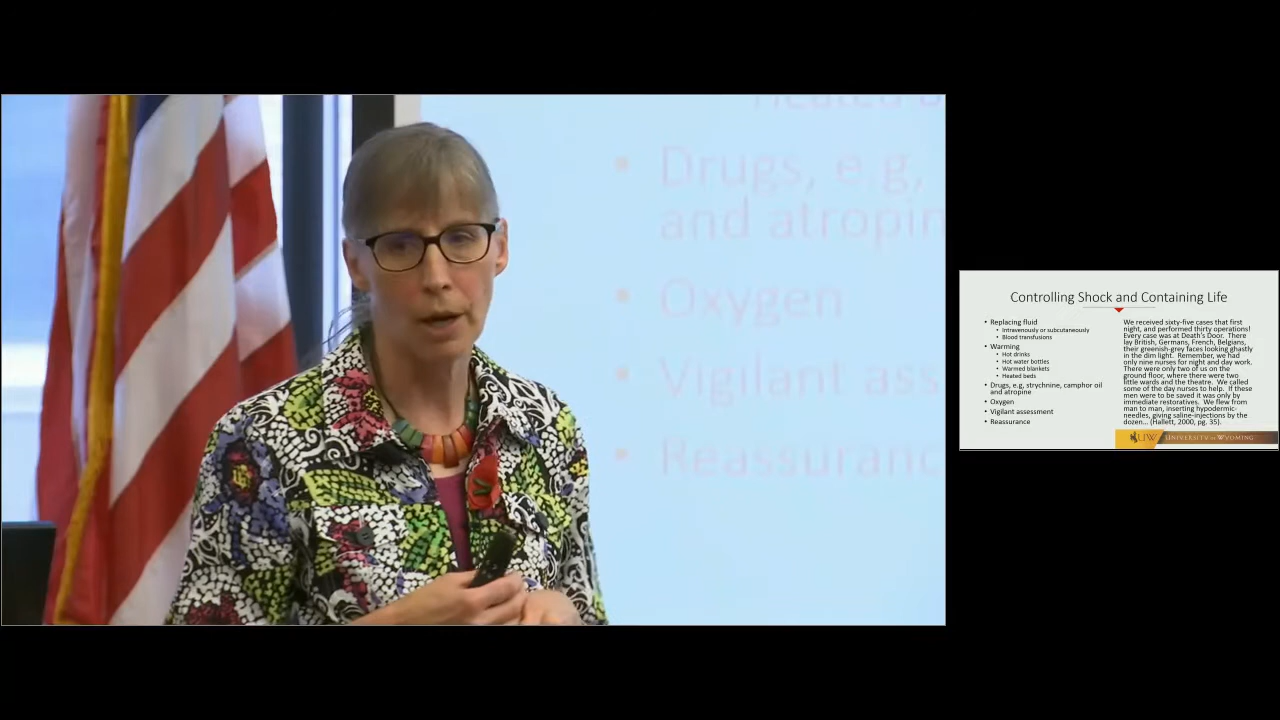 Heated b
Drugs, e.g,
and atropin
Oxygen
Vigilant ass
Reassuranc
Controlling Shock and Containing Life
• Replacing fluid
• Intravenously or subcutaneously
• Blood transfusions
• Warming
• Hot drinks
• Hot water bottles
• Warmed blankets
• Heated beds
• Drugs, e.g, strychnine, camphor oil
and atropine
• Oxygen
• Vigilant assessment
• Reassurance
We received sixty-five cases that first
night, and performed thirty operations!
Every case was at Death's Door. There
lay British, Germans, French, Belgians,
their greenish-grey faces looking ghastly
in the dim light. Remember, we had
only nine nurses for night and day work.
There were only two of us on the
ground floor, where there were two
little wards and the theatre. We called
some of the day nurses to help. If these
men were to be saved it was only by
immediate restoratives. We flew from
man to man, inserting hypodermic-
needles, giving saline-injections by the
dozen... (Hallett, 2000, pg. 35).
UW UNIVERSITY OF WYOMING